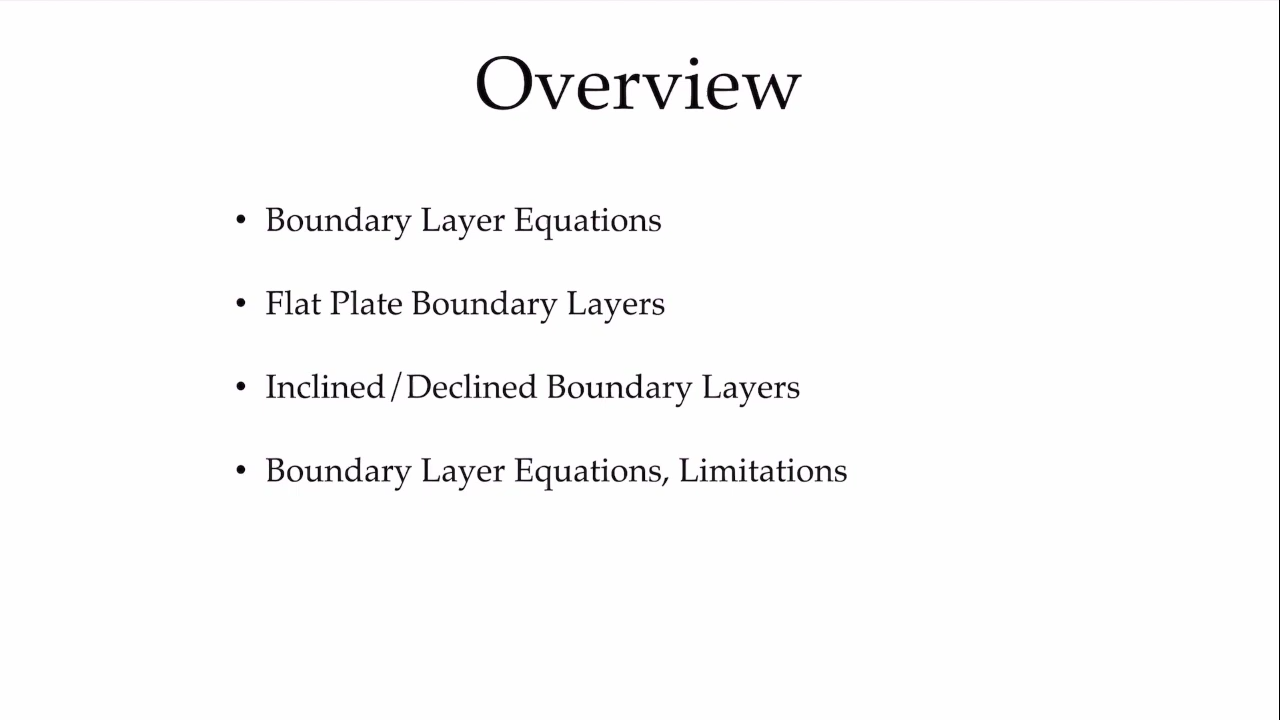 Overview
• Boundary Layer Equations
• Flat Plate Boundary Layers
• Inclined/Declined Boundary Layers
• Boundary Layer Equations, Limitations